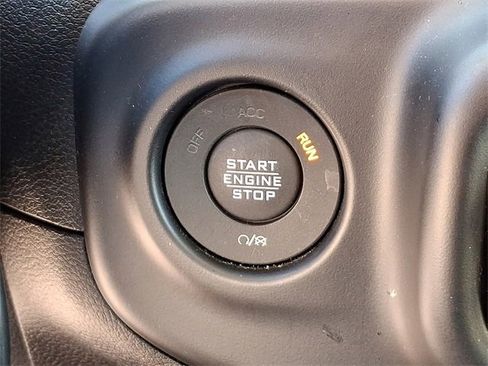 OFF
ACC
RUN
START
ENGINE
STOP